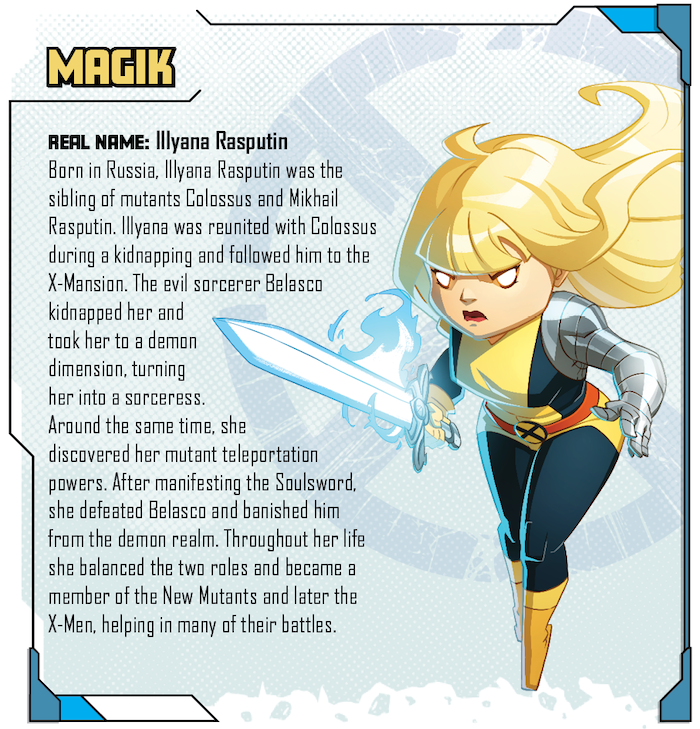 MAGIK
REAL NAME: Illyana Rasputin
Born in Russia, Illyana Rasputin was the
sibling of mutants Colossus and Mikhail
Rasputin. Illyana was reunited with Colossus
during a kidnapping and followed him to the
X-Mansion. The evil sorcerer Belasco
kidnapped her and
took her to a demon
dimension, turning
her into a sorceress.
Around the same time, she
discovered her mutant teleportation
powers. After manifesting the Soulsword,
she defeated Belasco and banished him
from the demon realm. Throughout her life
she balanced the two roles and became a
member of the New Mutants and later the
X-Men, helping in many of their battles.